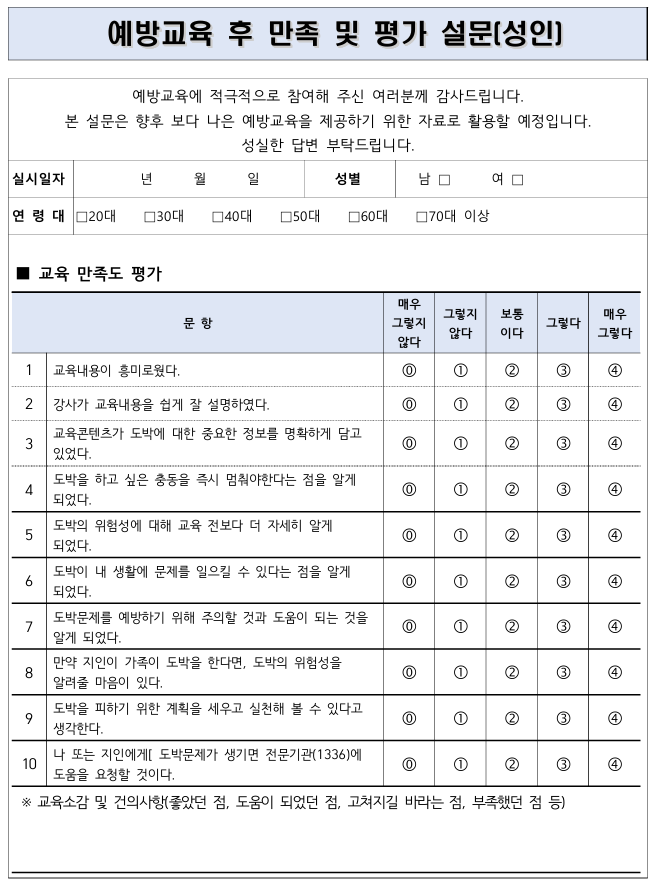 예방교육 후 만족 및 평가 설문(성인)
예방교육에 적극적으로 참여해 주신 여러분께 감사드립니다.
본 설문은 향후 보다 나은 예방교육을 제공하기 위한 자료로 활용할 예정입니다.
성실한 답변 부탁드립니다.
실시일자 년 월 일 성별 남 □ 여 □
연 령 대 □20대 □30대 □40대 □50대 □60대 □70대 이상
■ 교육 만족도 평가
문 항
매우
그렇지
않다
그렇지
않다
보통
이다
그렇다
매우
그렇다
1 교육내용이 흥미로웠다. ⓪ ① ② ③ ④
2 강사가 교육내용을 쉽게 잘 설명하였다. ⓪ ① ② ③ ④
3 교육콘텐츠가 도박에 대한 중요한 정보를 명확하게 담고
있었다. ⓪ ① ② ③ ④
4 도박을 하고 싶은 충동을 즉시 멈춰야한다는 점을 알게
되었다. ⓪ ① ② ③ ④
5 도박의 위험성에 대해 교육 전보다 더 자세히 알게
되었다. ⓪ ① ② ③ ④
6 도박이 내 생활에 문제를 일으킬 수 있다는 점을 알게
되었다. ⓪ ① ② ③ ④
7 도박문제를 예방하기 위해 주의할 것과 도움이 되는 것을
알게 되었다. ⓪ ① ② ③ ④
8 만약 지인이 가족이 도박을 한다면, 도박의 위험성을
알려줄 마음이 있다. ⓪ ① ② ③ ④
9 도박을 피하기 위한 계획을 세우고 실천해 볼 수 있다고
생각한다. ⓪ ① ② ③ ④
10 나 또는 지인에게[ 도박문제가 생기면 전문기관(1336)에
도움을 요청할 것이다. ⓪ ① ② ③ ④
※ 교육소감 및 건의사항(좋았던 점, 도움이 되었던 점, 고쳐지길 바라는 점, 부족했던 점 등)